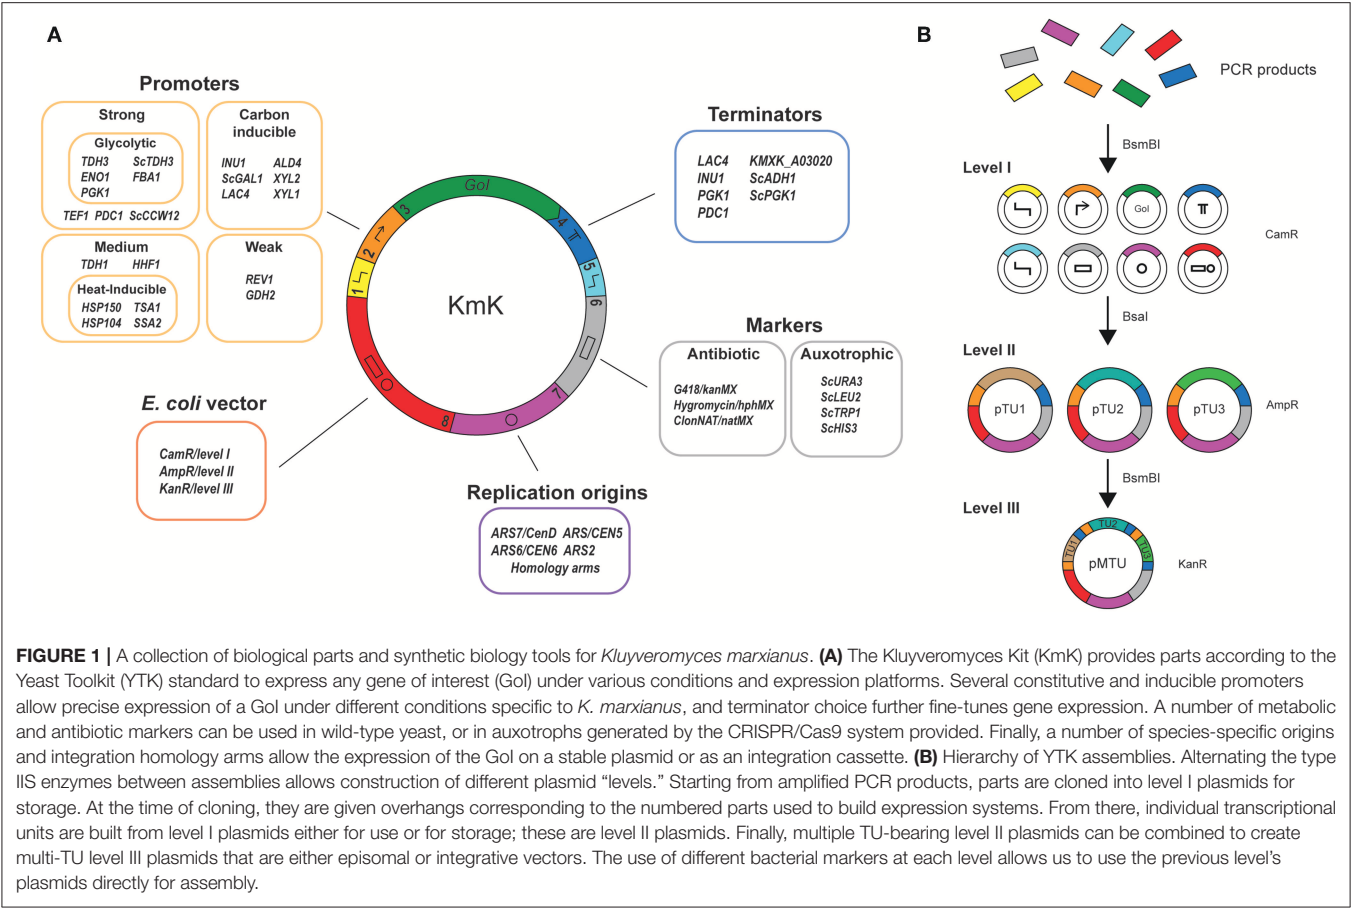 A
Promoters
Strong
Glycolytic
TDH3 ScTDH3
ENO1 FBA1
PGK1
TEF1 PDC1 ScCCW12
Carbon
inducible
INU1 ALD4
ScGAL1 XYL2
LAC4 XYL1
Medium
TDH1 HHF1
Heat-Inducible
HSP150 TSA1
HSP104 SSA2
Weak
REV1
GDH2
E. coli vector
CamR/level I
AmpR/level II
KanR/level III
GoI
1
2
3
4
5
6
7
8
KmK
Terminators
LAC4 KMXK_A03020
INU1 ScADH1
PGK1 ScPGK1
PDC1
Markers
Antibiotic
G418/kanMX
Hygromycin/hphMX
ClonNAT/natMX
Auxotrophic
ScURA3
ScLEU2
ScTRP1
ScHIS3
Replication origins
ARS7/CenD ARS/CEN5
ARS6/CEN6 ARS2
Homology arms
B
PCR products
BsmBI
Level I
GoI
CamR
BsaI
Level II
pTU1
pTU2
pTU3
AmpR
BsmBI
Level III
TU1
TU2
TU3
pMTU
KanR
FIGURE 1 | A collection of biological parts and synthetic biology tools for Kluyveromyces marxianus. (A) The Kluyveromyces Kit (KmK) provides parts according to the
Yeast Toolkit (YTK) standard to express any gene of interest (GoI) under various conditions and expression platforms. Several constitutive and inducible promoters
allow precise expression of a GoI under different conditions specific to K. marxianus, and terminator choice further fine-tunes gene expression. A number of metabolic
and antibiotic markers can be used in wild-type yeast, or in auxotrophs generated by the CRISPR/Cas9 system provided. Finally, a number of species-specific origins
and integration homology arms allow the expression of the GoI on a stable plasmid or as an integration cassette. (B) Hierarchy of YTK assemblies. Alternating the type
IIS enzymes between assemblies allows construction of different plasmid “levels.” Starting from amplified PCR products, parts are cloned into level I plasmids for
storage. At the time of cloning, they are given overhangs corresponding to the numbered parts used to build expression systems. From there, individual transcriptional
units are built from level I plasmids either for use or for storage; these are level II plasmids. Finally, multiple TU-bearing level II plasmids can be combined to create
multi-TU level III plasmids that are either episomal or integrative vectors. The use of different bacterial markers at each level allows us to use the previous level’s
plasmids directly for assembly.